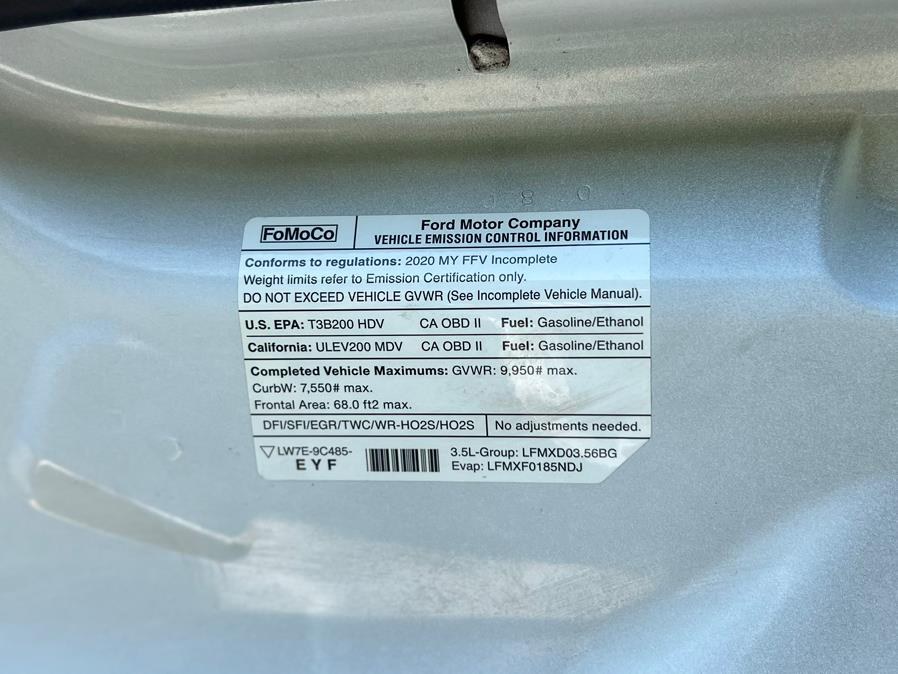 FoMoCo
Ford Motor Company
VEHICLE EMISSION CONTROL INFORMATION
Conforms to regulations: 2020 MY FFV Incomplete
Weight limits refer to Emission Certification only.
DO NOT EXCEED VEHICLE GVWR (See Incomplete Vehicle Manual).
U.S. EPA: T3B200 HDV CA OBD II Fuel: Gasoline/Ethanol
California: ULEV200 MDV CA OBD II Fuel: Gasoline/Ethanol
Completed Vehicle Maximums: GVWR: 9,950# max.
CurbW: 7,550# max.
Frontal Area: 68.0 ft2 max.
DFI/SFI/EGR/TWC/WR-HO2S/HO2S No adjustments needed.
LW7E-9C485-
EYF
3.5L-Group: LFMXD03.56BG
Evap: LFMXF0185NDJ